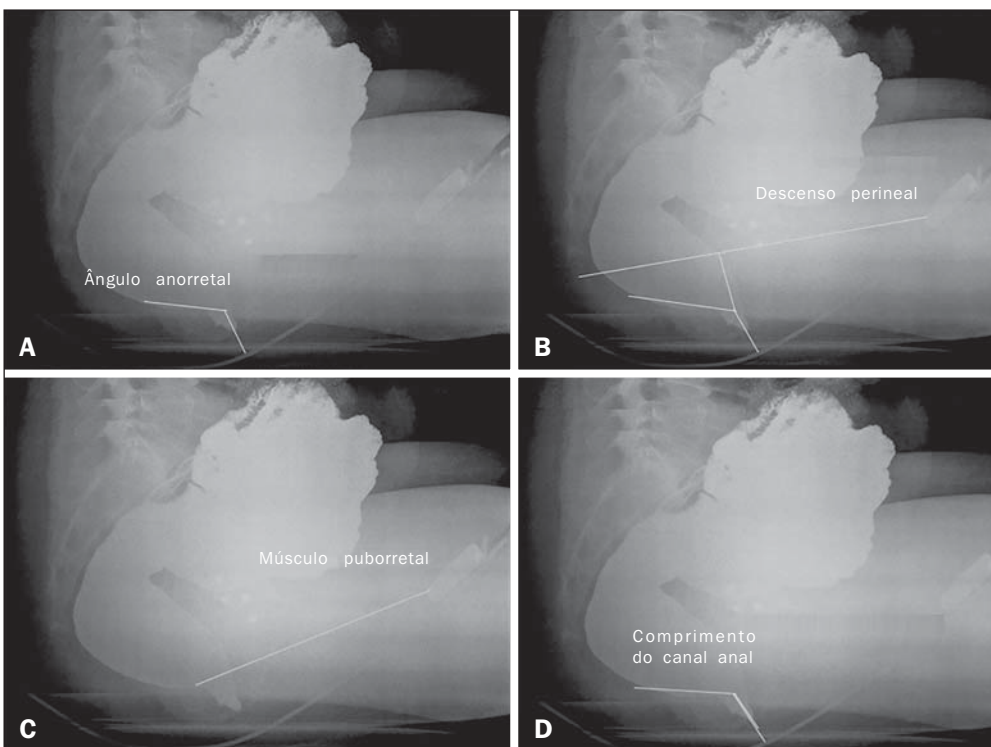 Ângulo anorretal
A
Descenso perineal
B
Músculo puborretal
C
Comprimento
do canal anal
D